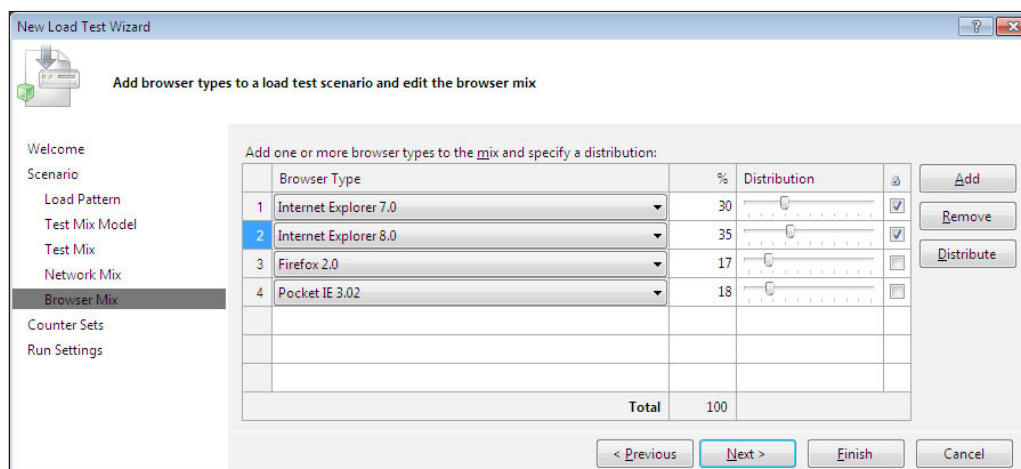 New Load Test Wizard
?
Add browser types to a load test scenario and edit the browser mix
Welcome
Scenario
Load Pattern
Test Mix Model
Test Mix
Network Mix
Browser Mix
Counter Sets
Run Settings
Add one or more browser types to the mix and specify a distribution:
Browser Type % Distribution
1 Internet Explorer 7.0 30
2 Internet Explorer 8.0 35
3 Firefox 2.0 17
4 Pocket IE 3.02 18
Total 100
Add
Remove
Distribute
< Previous Next > Finish Cancel